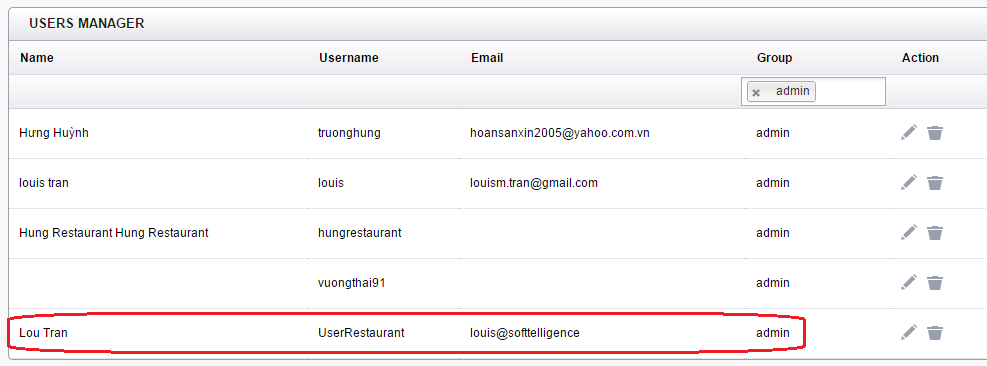 USERS MANAGER
Name Username Email Group Action
× admin
Hưng Huỳnh truonghung hoansanxin2005@yahoo.com.vn admin
louis tran louis louism.tran@gmail.com admin
Hung Restaurant Hung Restaurant hungrestaurant admin
vuongthai91 admin
Lou Tran UserRestaurant louis@softtelligence admin